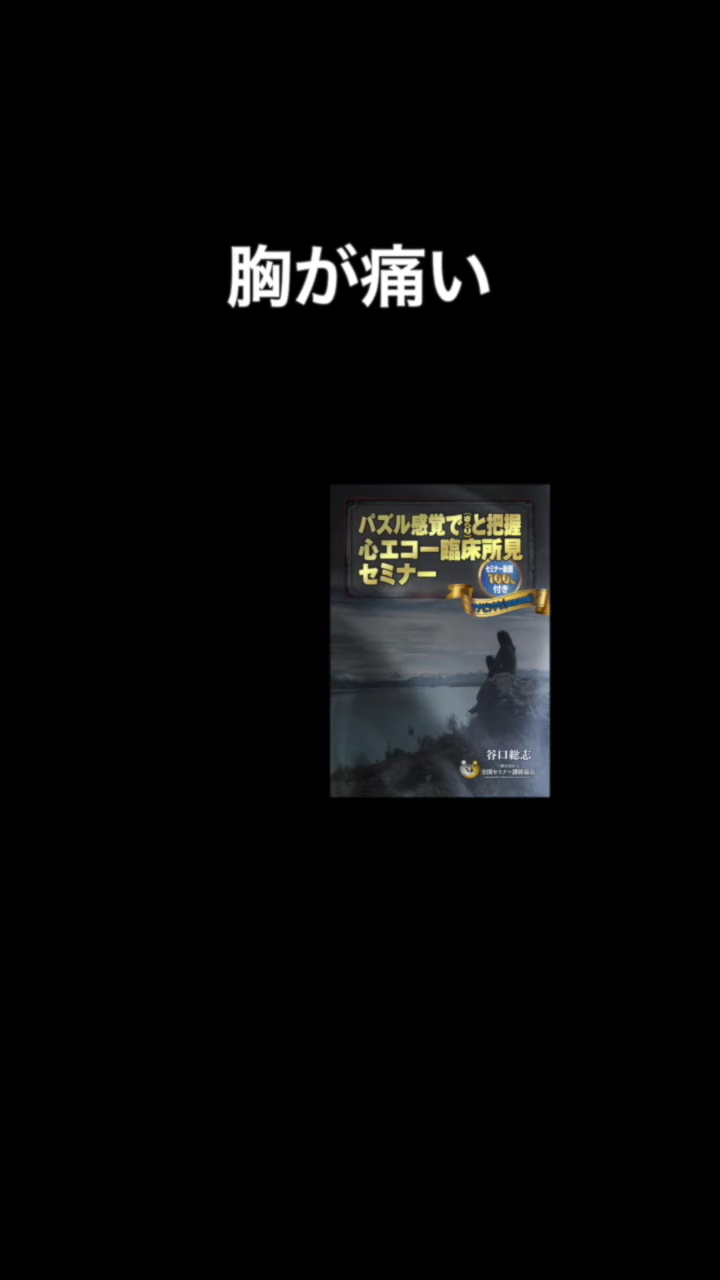 胸が痛い
パズル感覚で
と把握
心エコー臨床所見
セミナー
セミナー動画
付き
谷口総志
全国セミナー講師協会